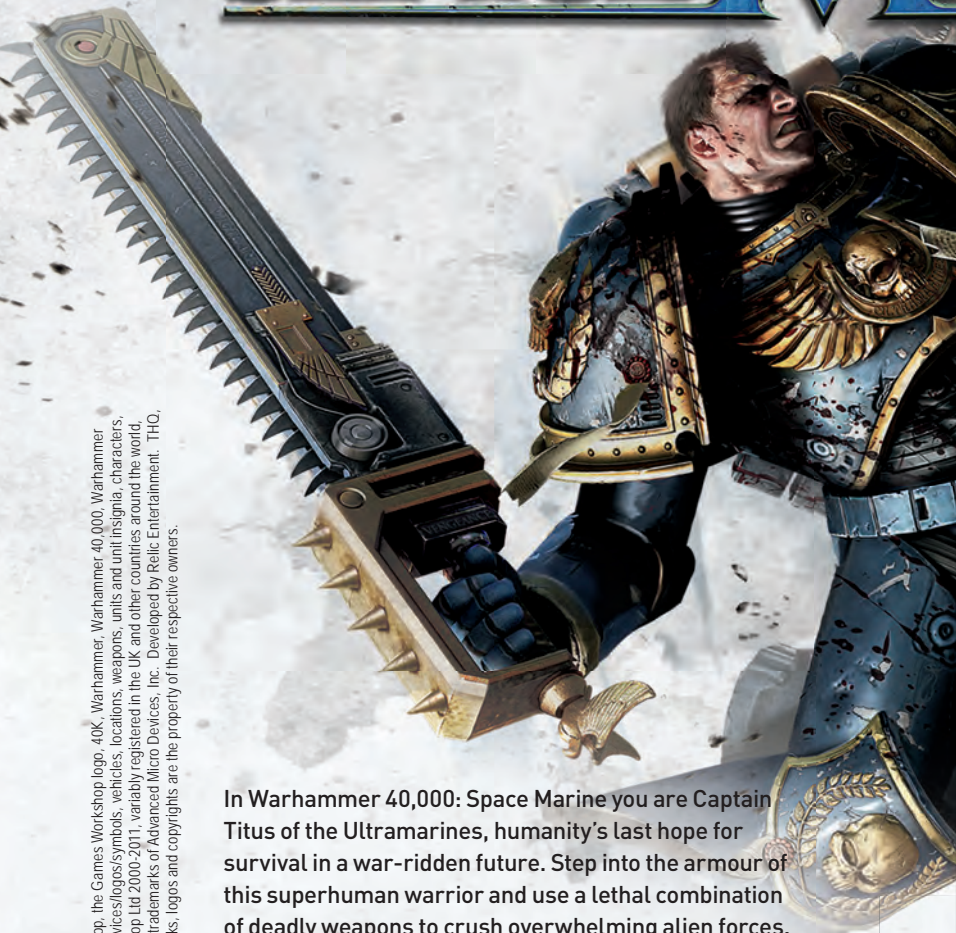 op, the Games Workshop logo, 40K, Warhammer, Warhammer 40,000, Warhammer
vices/logos/symbols, vehicles, locations, weapons, units and unit insignia, characters,
op Ltd 2000-2011, variably registered in the UK and other countries around the world,
trademarks of Advanced Micro Devices, Inc. Developed by Relic Entertainment. THQ,
ks, logos and copyrights are the property of their respective owners.
VENGEANCE
In Warhammer 40,000: Space Marine you are Captain
Titus of the Ultramarines, humanity’s last hope for
survival in a war-ridden future. Step into the armour of
this superhuman warrior and use a lethal combination
of deadly weapons to crush overwhelming alien forces.